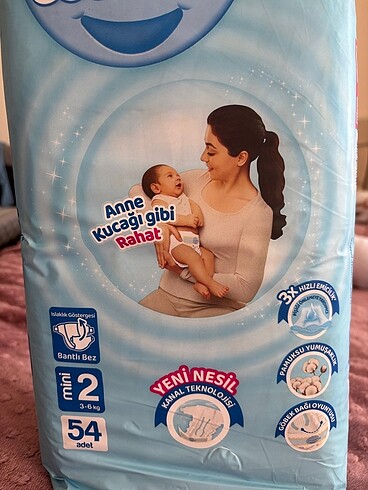 Anne
Kucağı gibi
Rahat
Islaklık Göstergesi
Bantlı Bez
mini 2
3-6 kg
54
adet
YENİ NESİL
KANAL TEKNOLOJİSİ
3X HIZLI EMİCİLİK
PAMUKSU YUMUŞAKLIK
GÖBEK BAĞI OYUNTUSU